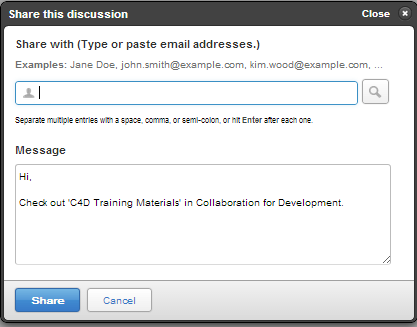 Share this discussion
Close ×
Share with (Type or paste email addresses.)
Examples: Jane Doe, john.smith@example.com, kim.wood@example.com, ...
Separate multiple entries with a space, comma, or semi-colon, or hit Enter after each one.
Message
Hi,
Check out 'C4D Training Materials' in Collaboration for Development.
Share
Cancel